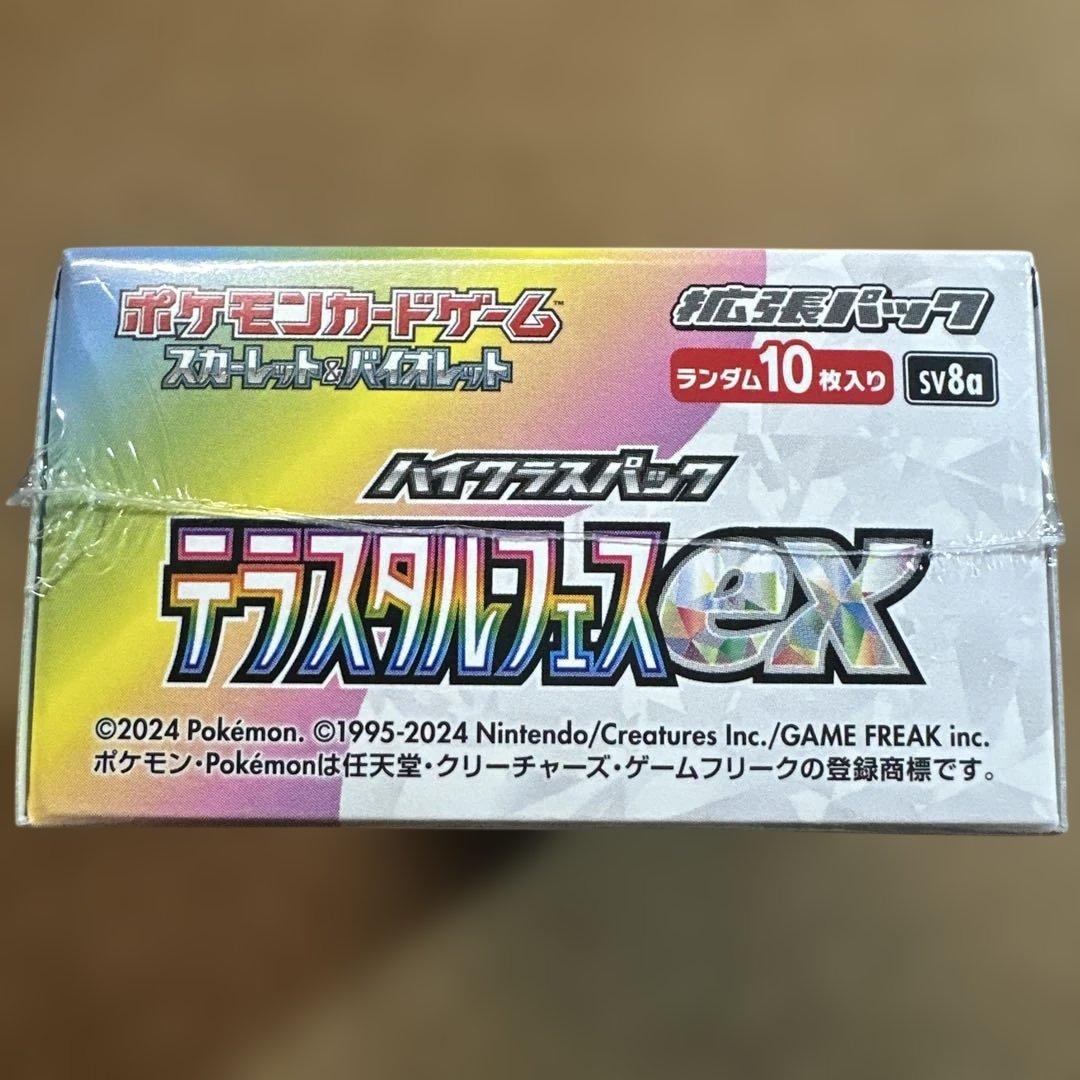 ポケモンカードゲーム™
スカーレット&バイオレット
拡張パック
ランダム10枚入り
SV8a
ハイクラスパック
テラスタルフェスex
©2024 Pokémon. ©1995-2024 Nintendo/Creatures Inc./GAME FREAK inc.
ポケモン・Pokémonは任天堂・クリーチャーズ・ゲームフリークの登録商標です。